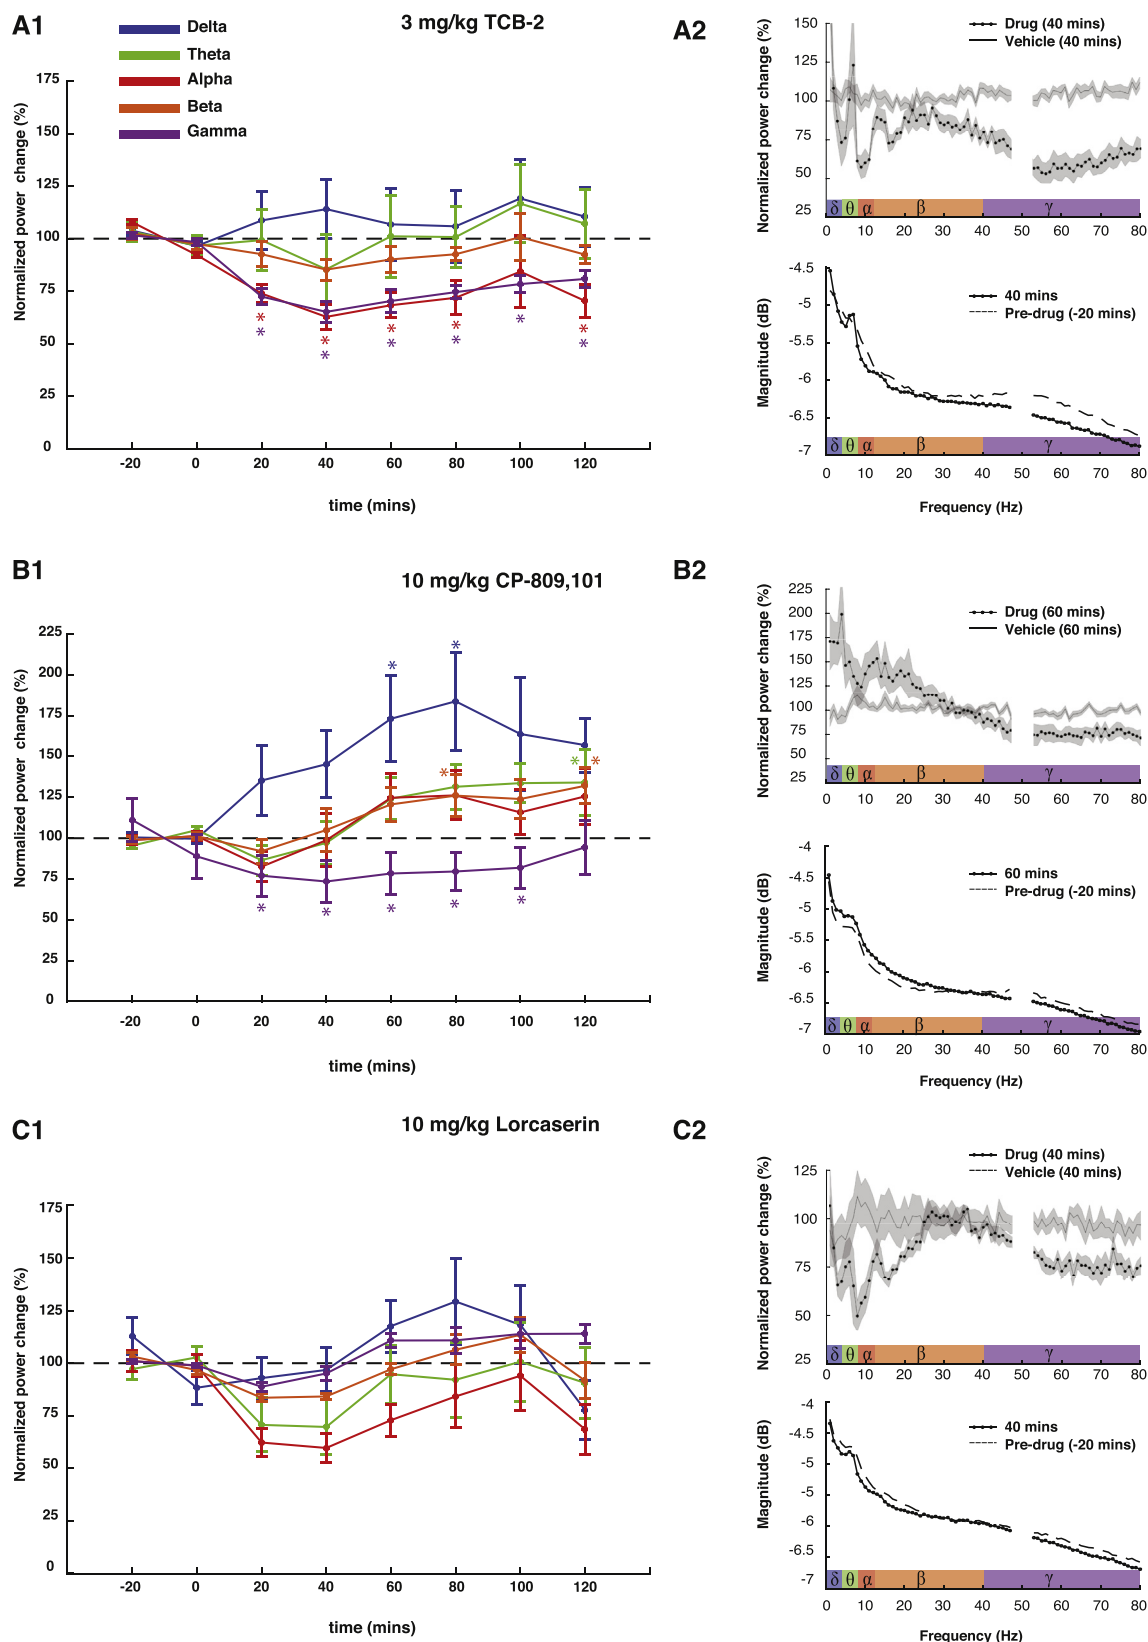 A1
3 mg/kg TCB-2
Delta
Theta
Alpha
Beta
Gamma
Normalized power change (%)
175
150
125
100
75
50
25
0
* * * * * * * * * * *
-20 0 20 40 60 80 100 120
time (mins)
A2
Drug (40 mins)
Vehicle (40 mins)
Normalized power change (%)
150
125
100
75
50
25
δ θ α β γ
40 mins
Pre-drug (-20 mins)
Magnitude (dB)
-4.5
-5
-5.5
-6
-6.5
-7
δ θ α β γ
0 10 20 30 40 50 60 70 80
Frequency (Hz)
B1
10 mg/kg CP-809,101
Normalized power change (%)
225
200
175
150
125
100
75
50
25
0
* * * * * * * * * *
-20 0 20 40 60 80 100 120
time (mins)
B2
Drug (60 mins)
Vehicle (60 mins)
Normalized power change (%)
225
200
175
150
125
100
75
50
25
δ θ α β γ
60 mins
Pre-drug (-20 mins)
Magnitude (dB)
-4
-4.5
-5
-5.5
-6
-6.5
-7
δ θ α β γ
0 10 20 30 40 50 60 70 80
Frequency (Hz)
C1
10 mg/kg Lorcaserin
Normalized power change (%)
175
150
125
100
75
50
25
0
-20 0 20 40 60 80 100 120
time (mins)
C2
Drug (40 mins)
Vehicle (40 mins)
Normalized power change (%)
125
100
75
50
25
δ θ α β γ
40 mins
Pre-drug (-20 mins)
Magnitude (dB)
-4
-4.5
-5
-5.5
-6
-6.5
-7
δ θ α β γ
0 10 20 30 40 50 60 70 80
Frequency (Hz)